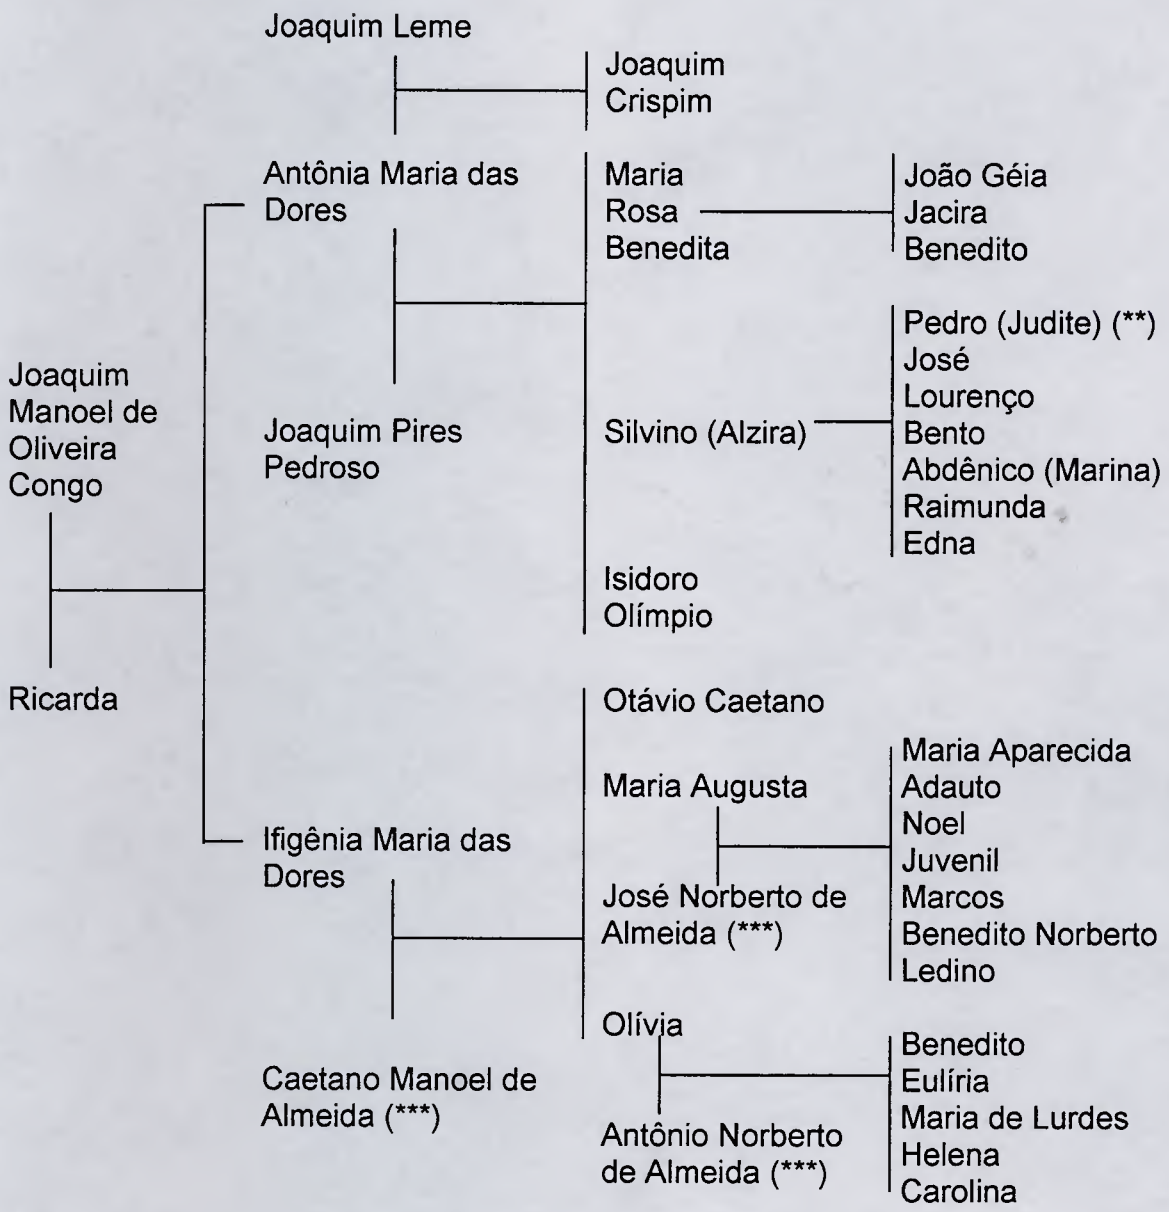 Joaquim Leme
Joaquim
Crispim
Antônia Maria das
Dores
Maria
Rosa
Benedita
João Géia
Jacira
Benedito
Joaquim
Manoel de
Oliveira
Congo
Joaquim Pires
Pedroso
Silvino (Alzira)
Pedro (Judite) (**)
José
Lourenço
Bento
Abdênico (Marina)
Raimunda
Edna
Isidoro
Olímpio
Ricarda
Otávio Caetano
Maria Augusta
José Norberto de
Almeida (***)
Maria Aparecida
Adauto
Noel
Juvenil
Marcos
Benedito Norberto
Ledino
Ifigênia Maria das
Dores
Caetano Manoel de
Almeida (***)
Olívia
Antônio Norberto
de Almeida (***)
Benedito
Eulíria
Maria de Lurdes
Helena
Carolina